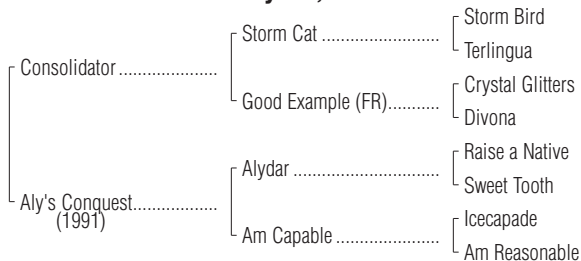 Storm Bird
Storm Cat ........................
Terlingua
Consolidator ....................
Crystal Glitters
Good Example (FR)...........
Divona
Raise a Native
Alydar ..............................
Sweet Tooth
Aly's Conquest.................
(1991)
Icecapade
Am Capable .....................
Am Reasonable